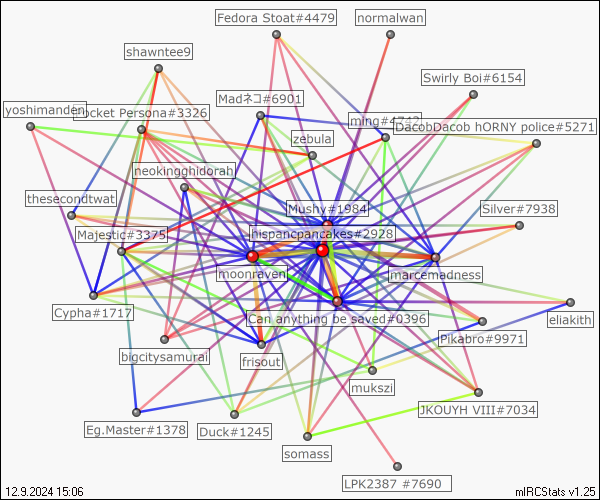 Fedora Stoat#4479
normalwan
shawntee9
Swirly Boi#6154
Madネコ#6901
yoshimanden
Pocket Persona#3326
ming#4742
DacobDacob hORNY police#5271
zebula
neokingghidorah
thesecondtwat
Mushy#1984
Silver#7938
Majestic#3375
hispancpancakes#2928
moonraven
marcemadness
Cypha#1717
Can anything be saved#0396
eliakith
Pikabro#9971
bigcitysamurai
frisout
mukszi
JKOUYH VIII#7034
Eg.Master#1378
Duck#1245
somass
LPK2387 #7690
12.9.2024 15:06
mIRCStats v1.25